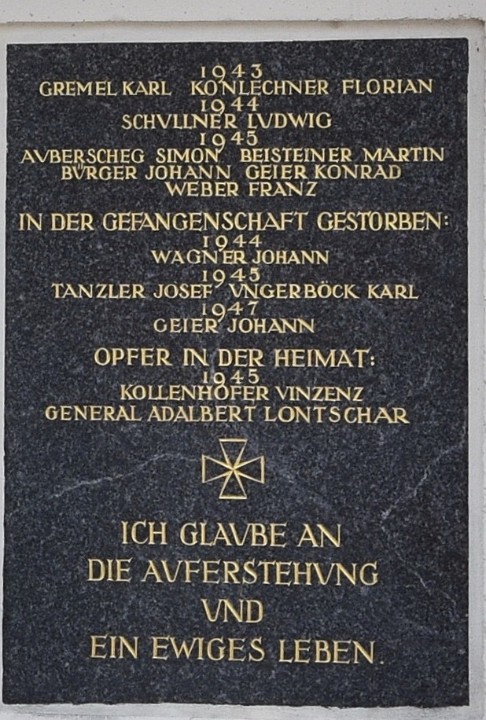 1943
GREMEL KARL KONLECHNER FLORIAN
1944
SCHVLLNER LVDWIG
1945
AVBERSCHEG SIMON BEISTEINER MARTIN
BÜRGER JOHANN GEIER KONRAD
WEBER FRANZ
IN DER GEFANGENSCHAFT GESTORBEN:
1944
WAGNER JOHANN
1945
TANZLER JOSEF VNGERBÖCK KARL
1947
GEIER JOHANN
OPFER IN DER HEIMAT:
1945
KOLLENHOFER VINZENZ
GENERAL ADALBERT LONTSCHAR
ICH GLAVBE AN
DIE AVFERSTEHVNG
VND
EIN EWIGES LEBEN.